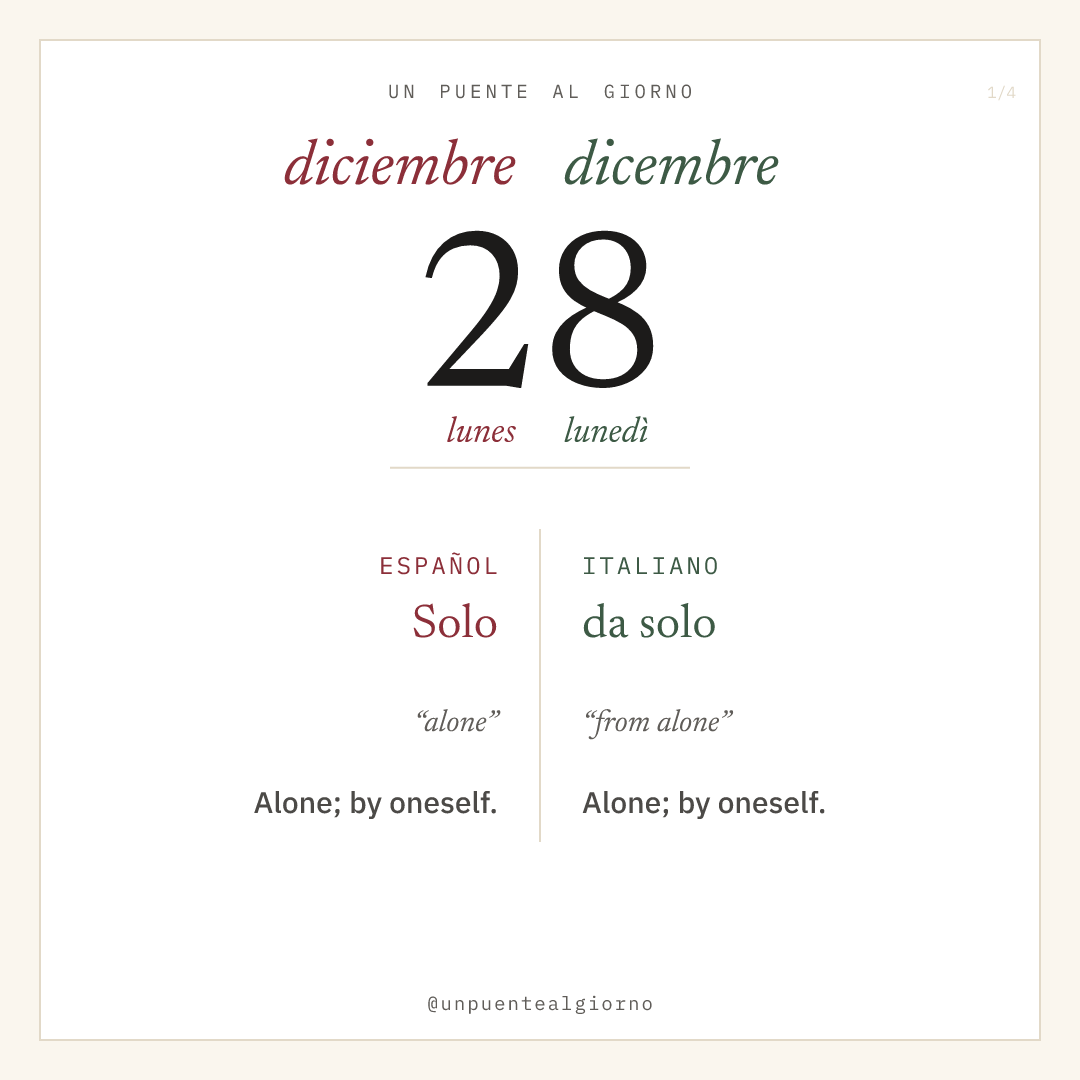 UN PUENTE AL GIORNO
1/4
diciembre dicembre
28
lunes lunedì
ESPAÑOL
Solo
“alone”
Alone; by oneself.
ITALIANO
da solo
“from alone”
Alone; by oneself.
@unpuentealgiorno